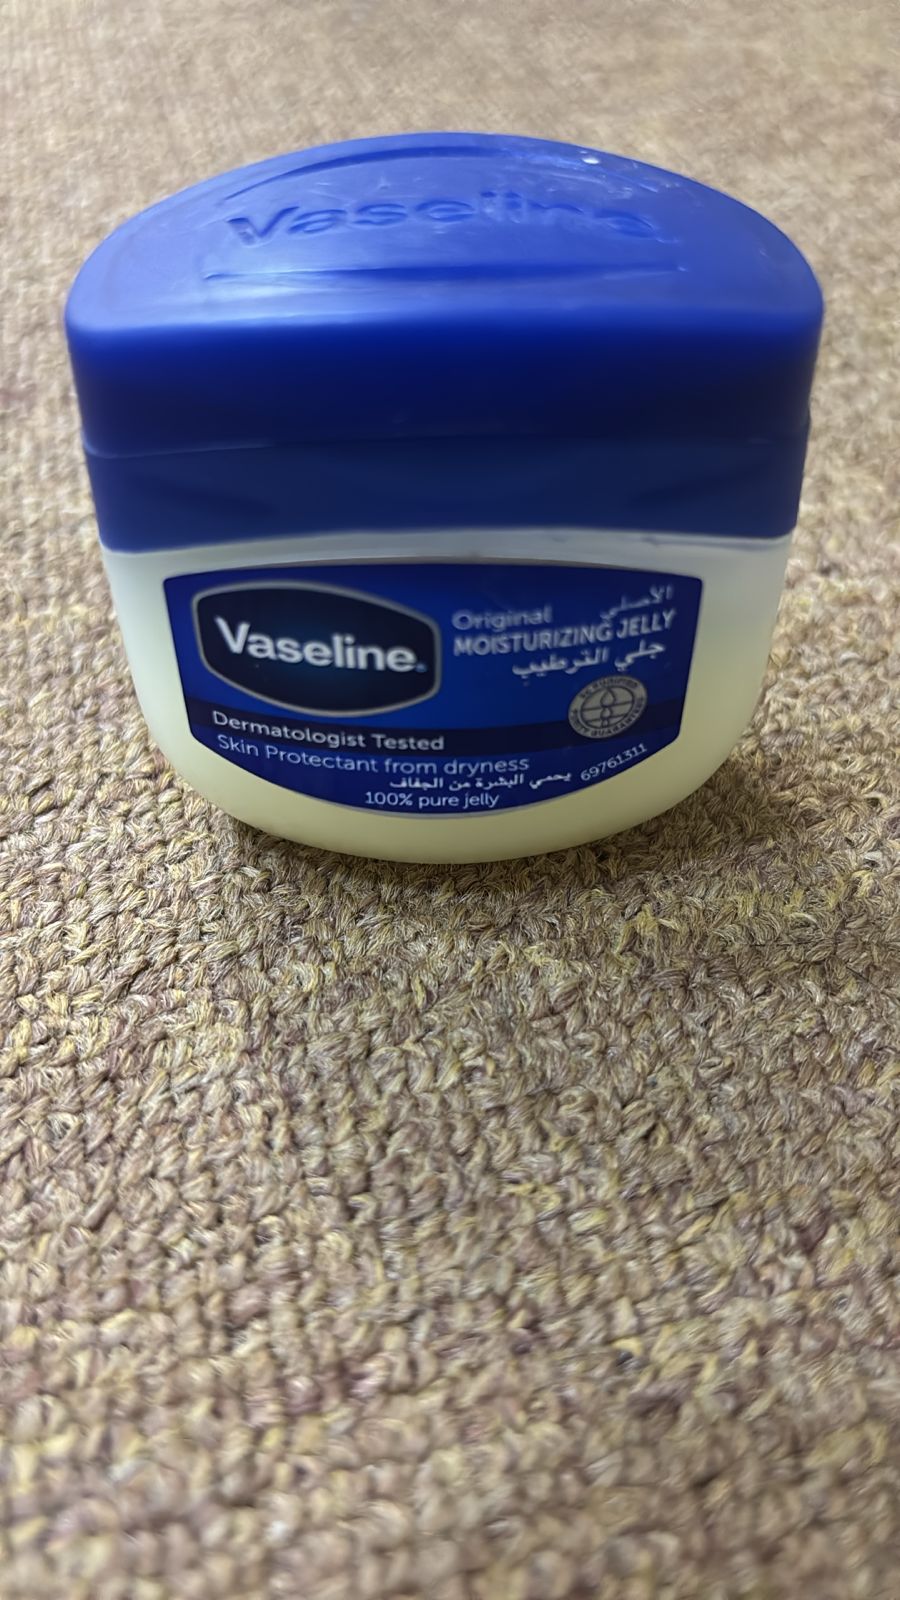 Vaseline
Vaseline.
Original الأصلي
MOISTURIZING JELLY
جلي الترطيب
Dermatologist Tested
Skin Protectant from dryness
يحمي البشرة من الجفاف
69761311
100% pure jelly